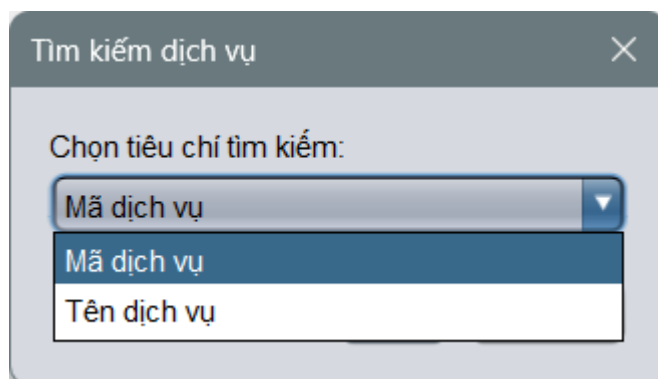 Tìm kiếm dịch vụ
Chọn tiêu chí tìm kiếm:
Mã dịch vụ
Mã dịch vụ
Tên dịch vụ